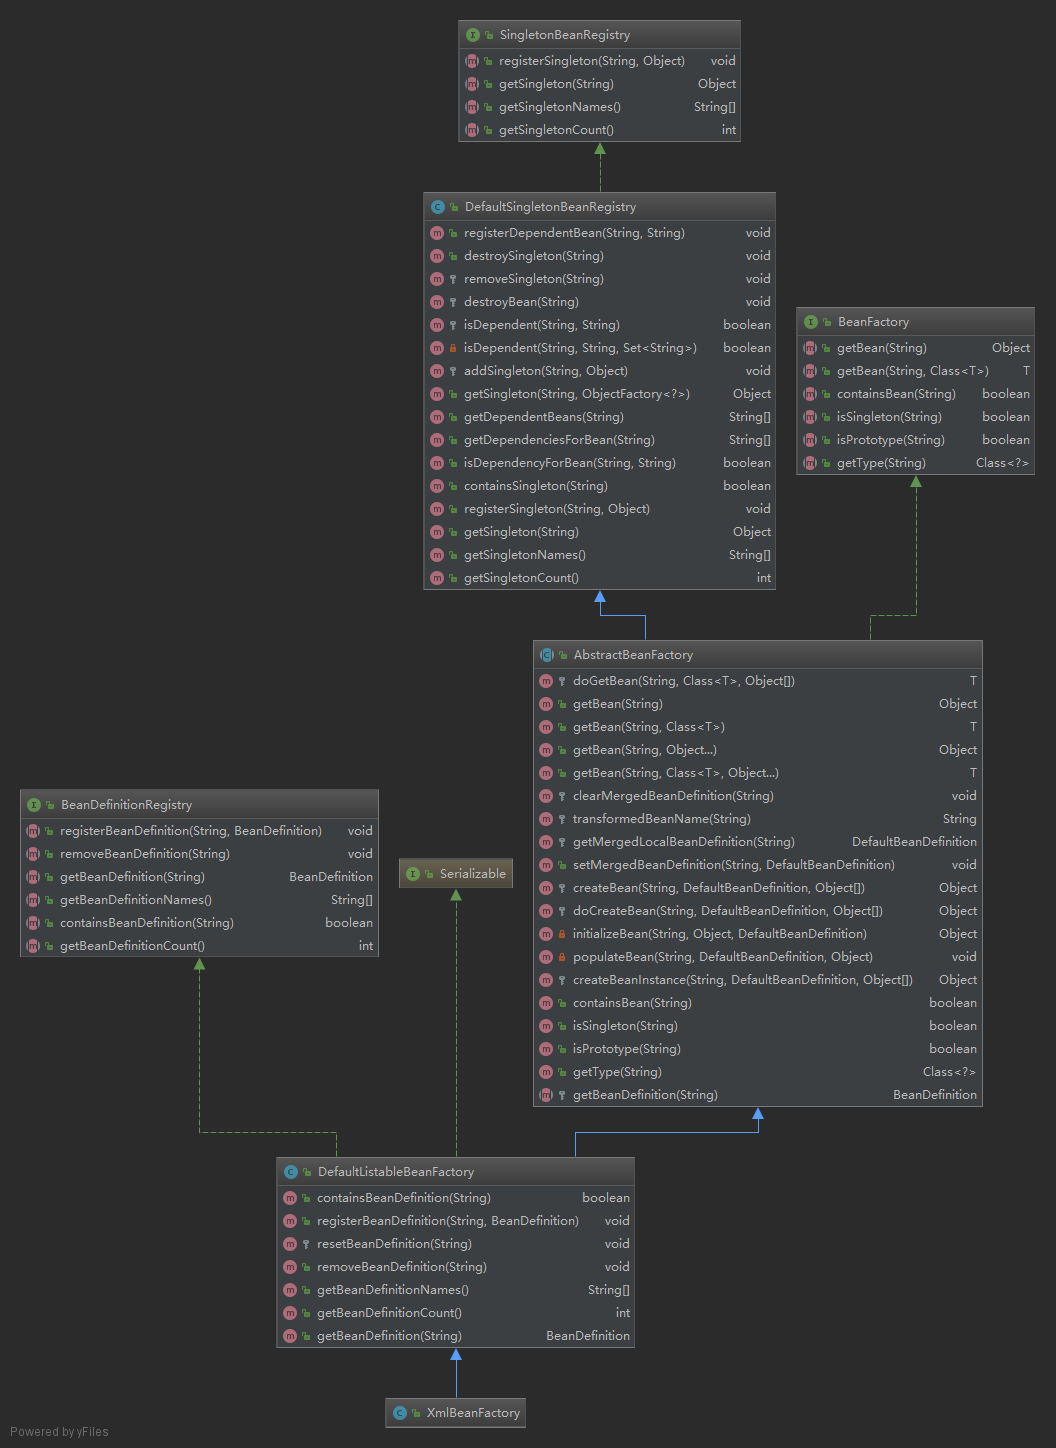 SingletonBeanRegistry
registerSingleton(String, Object) void
getSingleton(String) Object
getSingletonNames() String[]
getSingletonCount() int
DefaultSingletonBeanRegistry
registerDependentBean(String, String) void
destroySingleton(String) void
removeSingleton(String) void
destroyBean(String) void
isDependent(String, String) boolean
isDependent(String, String, Set<String>) boolean
addSingleton(String, Object) void
getSingleton(String, ObjectFactory<?>) Object
getDependentBeans(String) String[]
getDependenciesForBean(String) String[]
isDependencyForBean(String, String) boolean
containsSingleton(String) boolean
registerSingleton(String, Object) void
getSingleton(String) Object
getSingletonNames() String[]
getSingletonCount() int
BeanFactory
getBean(String) Object
getBean(String, Class<T>) T
containsBean(String) boolean
isSingleton(String) boolean
isPrototype(String) boolean
getType(String) Class<?>
AbstractBeanFactory
doGetBean(String, Class<T>, Object[]) T
getBean(String) Object
getBean(String, Class<T>) T
getBean(String, Object...) Object
getBean(String, Class<T>, Object...) T
clearMergedBeanDefinition(String) void
transformedBeanName(String) String
getMergedLocalBeanDefinition(String) DefaultBeanDefinition
setMergedBeanDefinition(String, DefaultBeanDefinition) void
createBean(String, DefaultBeanDefinition, Object[]) Object
doCreateBean(String, DefaultBeanDefinition, Object[]) Object
initializeBean(String, Object, DefaultBeanDefinition) Object
populateBean(String, DefaultBeanDefinition, Object) void
createBeanInstance(String, DefaultBeanDefinition, Object[]) Object
containsBean(String) boolean
isSingleton(String) boolean
isPrototype(String) boolean
getType(String) Class<?>
getBeanDefinition(String) BeanDefinition
BeanDefinitionRegistry
registerBeanDefinition(String, BeanDefinition) void
removeBeanDefinition(String) void
getBeanDefinition(String) BeanDefinition
getBeanDefinitionNames() String[]
containsBeanDefinition(String) boolean
getBeanDefinitionCount() int
Serializable
DefaultListableBeanFactory
containsBeanDefinition(String) boolean
registerBeanDefinition(String, BeanDefinition) void
resetBeanDefinition(String) void
removeBeanDefinition(String) void
getBeanDefinitionNames() String[]
getBeanDefinitionCount() int
getBeanDefinition(String) BeanDefinition
XmlBeanFactory
Powered by yFiles